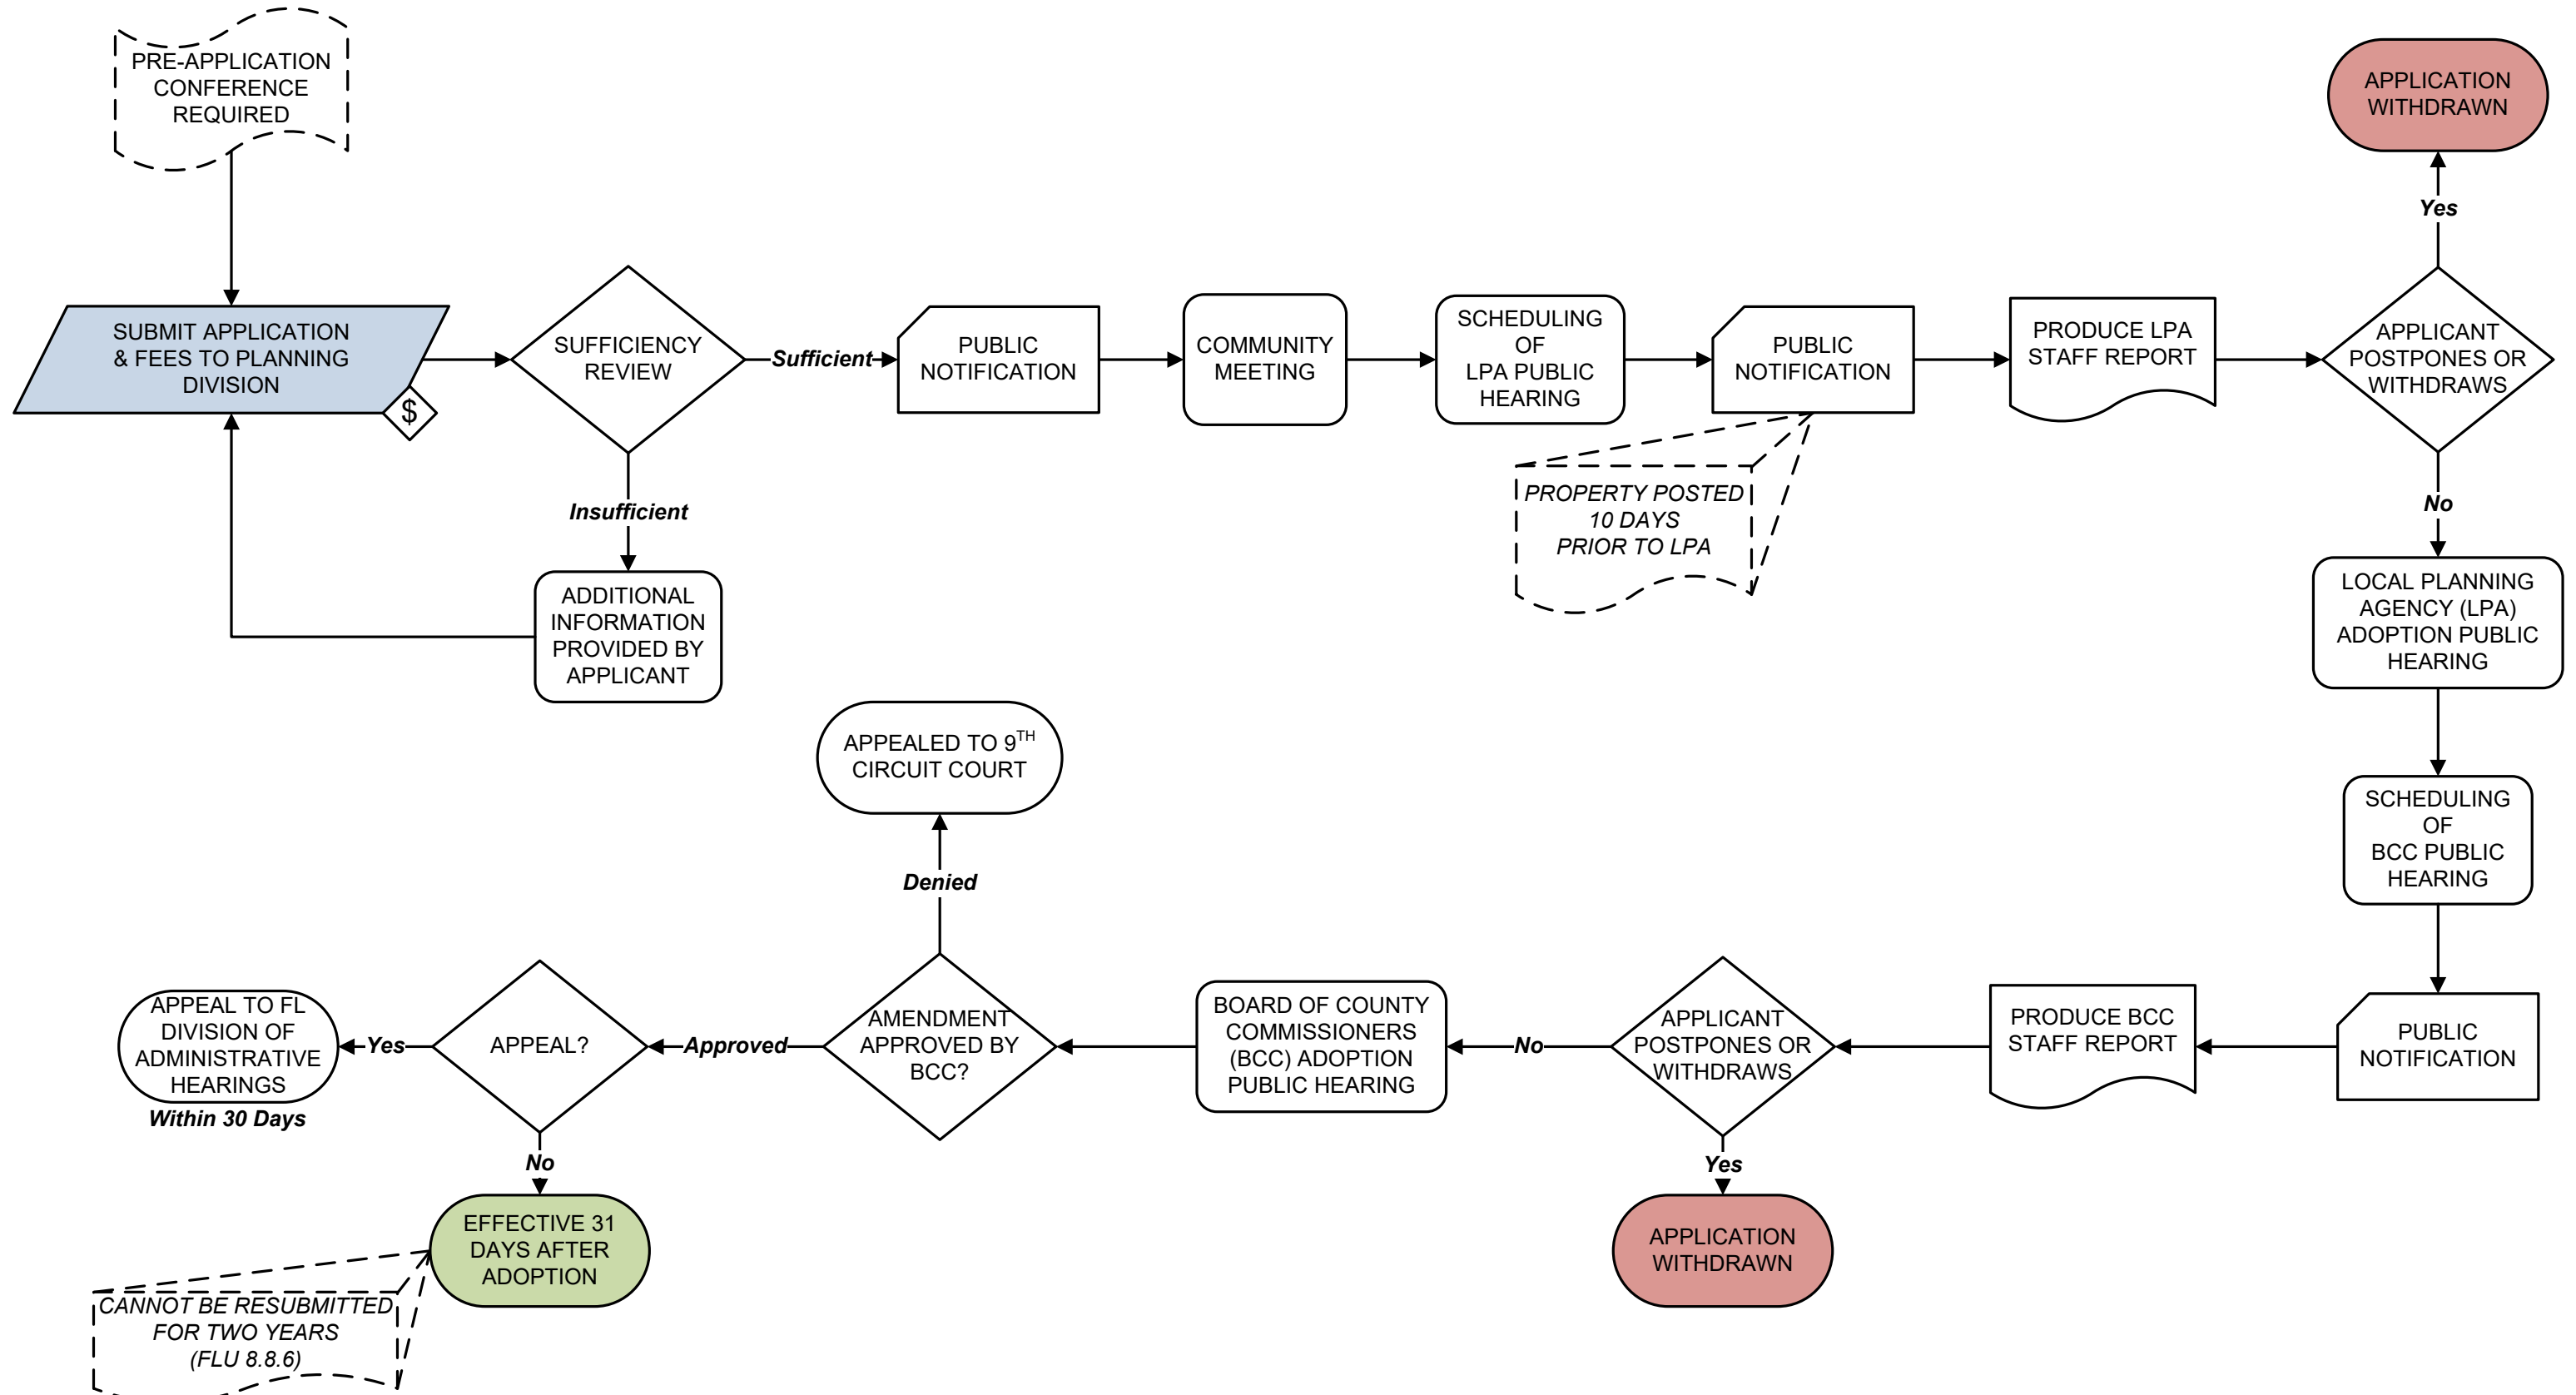 PRE-APPLICATION
CONFERENCE
REQUIRED
SUBMIT APPLICATION
& FEES TO PLANNING
DIVISION
$
SUFFICIENCY
REVIEW
Sufficient
Insufficient
ADDITIONAL
INFORMATION
PROVIDED BY
APPLICANT
PUBLIC
NOTIFICATION
COMMUNITY
MEETING
SCHEDULING
OF
LPA PUBLIC
HEARING
PUBLIC
NOTIFICATION
PROPERTY POSTED
10 DAYS
PRIOR TO LPA
PRODUCE LPA
STAFF REPORT
APPLICANT
POSTPONES OR
WITHDRAWS
Yes
APPLICATION
WITHDRAWN
No
LOCAL PLANNING
AGENCY (LPA)
ADOPTION PUBLIC
HEARING
SCHEDULING
OF
BCC PUBLIC
HEARING
PUBLIC
NOTIFICATION
PRODUCE BCC
STAFF REPORT
APPLICANT
POSTPONES OR
WITHDRAWS
Yes
APPLICATION
WITHDRAWN
No
BOARD OF COUNTY
COMMISSIONERS
(BCC) ADOPTION
PUBLIC HEARING
AMENDMENT
APPROVED BY
BCC?
Denied
APPEALED TO 9TH
CIRCUIT COURT
Approved
APPEAL?
Yes
APPEAL TO FL
DIVISION OF
ADMINISTRATIVE
HEARINGS
Within 30 Days
No
EFFECTIVE 31
DAYS AFTER
ADOPTION
CANNOT BE RESUBMITTED
FOR TWO YEARS
(FLU 8.8.6)